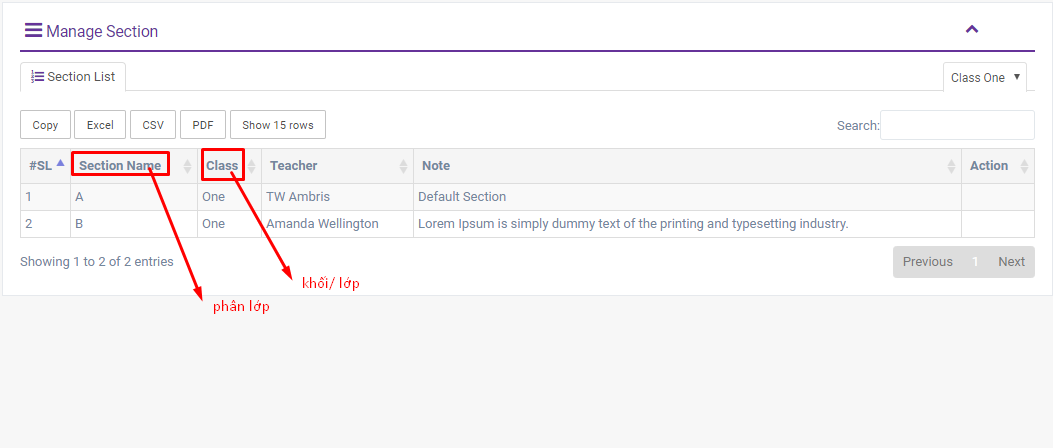 Manage Section
Section List
Class One
Copy Excel CSV PDF Show 15 rows Search:
#SL Section Name Class Teacher Note Action
1 A One TW Ambris Default Section
2 B One Amanda Wellington Lorem Ipsum is simply dummy text of the printing and typesetting industry.
Showing 1 to 2 of 2 entries Previous 1 Next
khối/ lớp
phân lớp